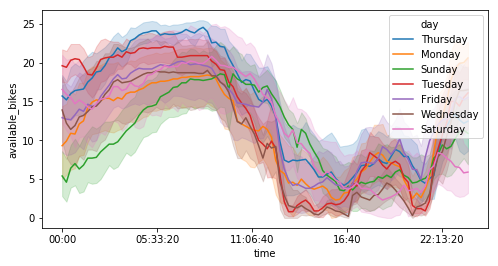 25
20
15
10
5
0
available_bikes
00:00
05:33:20
11:06:40
16:40
22:13:20
time
day
Thursday
Monday
Sunday
Tuesday
Friday
Wednesday
Saturday